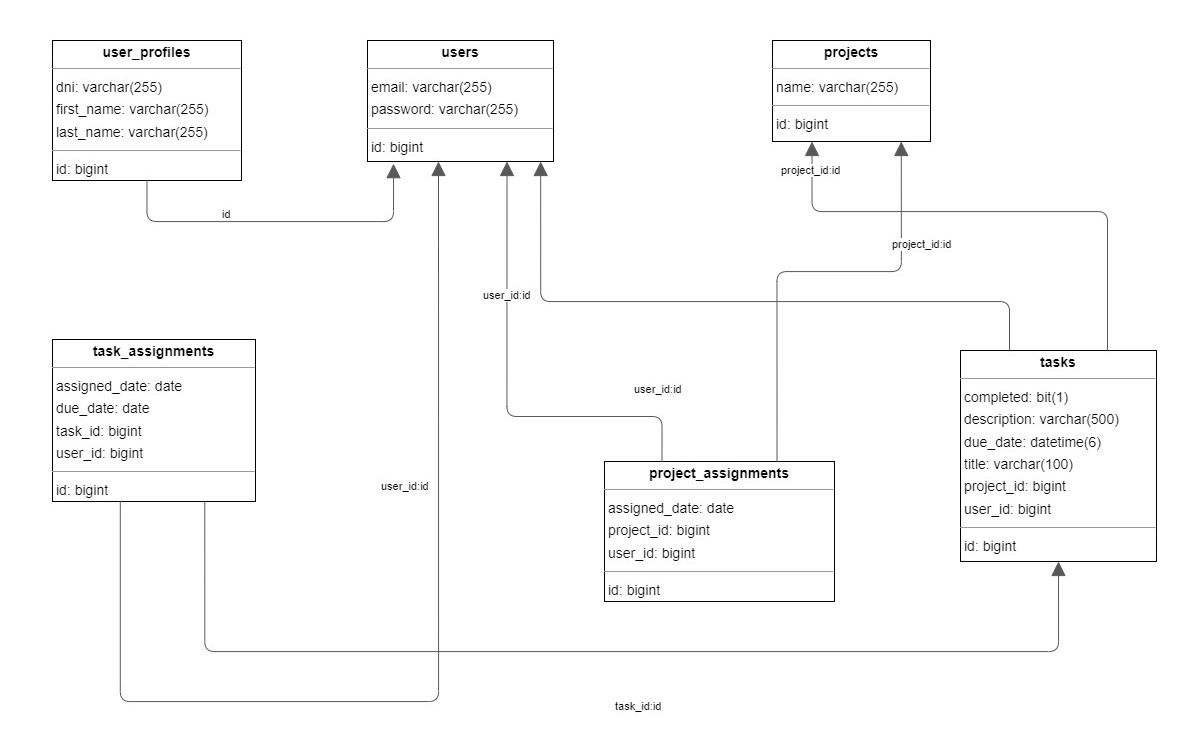 user_profiles
dni: varchar(255)
first_name: varchar(255)
last_name: varchar(255)
id: bigint
users
email: varchar(255)
password: varchar(255)
id: bigint
projects
name: varchar(255)
id: bigint
project_id:id
id
project_id:id
user_id:id
task_assignments
assigned_date: date
due_date: date
task_id: bigint
user_id: bigint
id: bigint
user_id:id
tasks
completed: bit(1)
description: varchar(500)
due_date: datetime(6)
title: varchar(100)
project_id: bigint
user_id: bigint
id: bigint
user_id:id
project_assignments
assigned_date: date
project_id: bigint
user_id: bigint
id: bigint
task_id:id